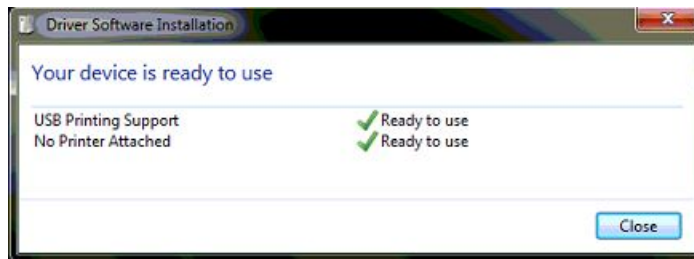 Driver Software Installation
Your device is ready to use
USB Printing Support Ready to use
No Printer Attached Ready to use
Close